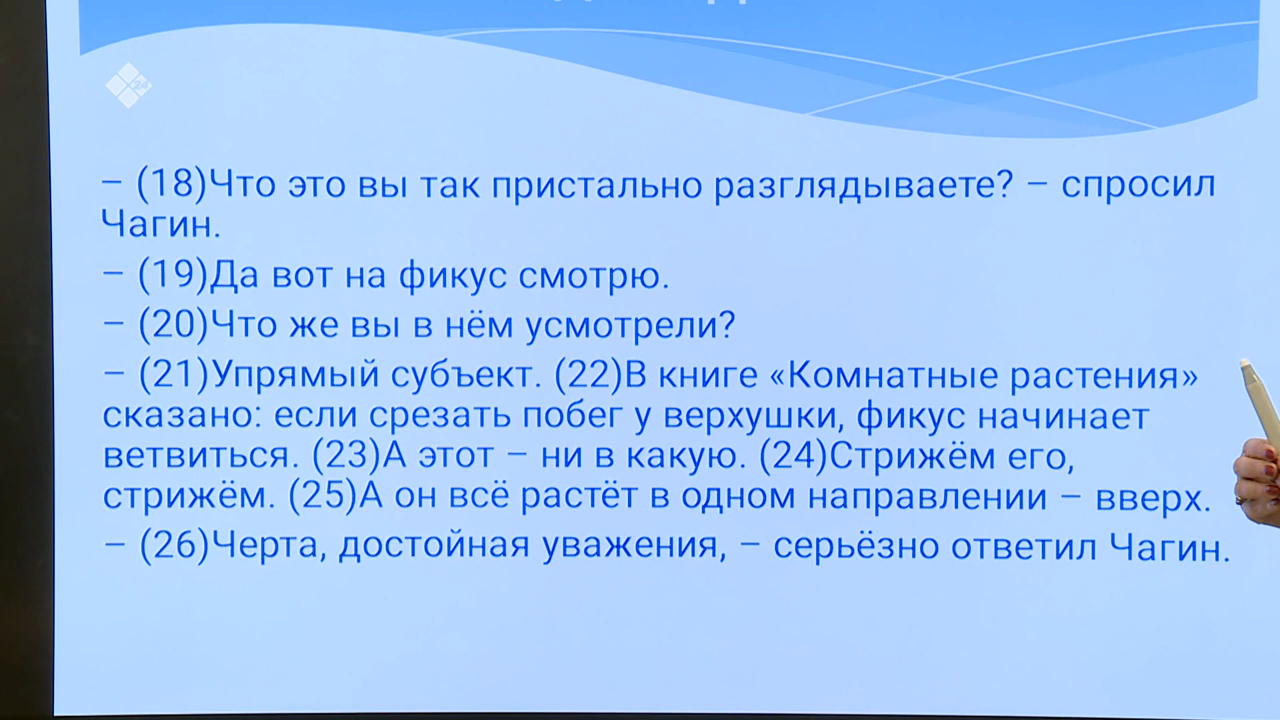 24
– (18)Что это вы так пристально разглядываете? – спросил
Чагин.
– (19)Да вот на фикус смотрю.
– (20)Что же вы в нём усмотрели?
– (21)Упрямый субъект. (22)В книге «Комнатные растения»
сказано: если срезать побег у верхушки, фикус начинает
ветвиться. (23)А этот – ни в какую. (24)Стрижём его,
стрижём. (25)А он всё растёт в одном направлении – вверх.
– (26)Черта, достойная уважения, – серьёзно ответил Чагин.